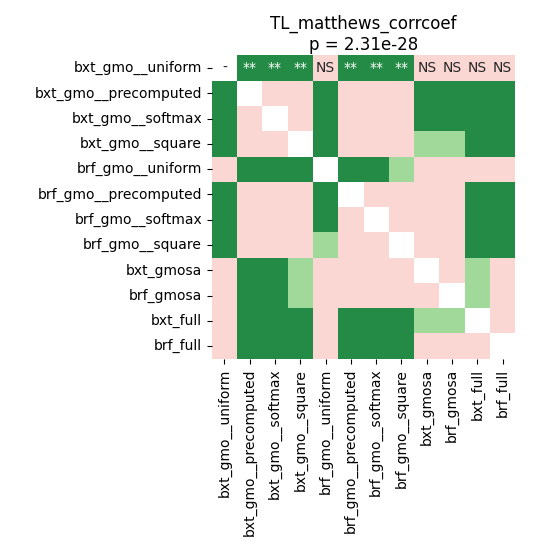 TL_matthews_corrcoef
p = 2.31e-28
bxt_gmo__uniform - ** ** ** NS ** ** ** NS NS NS NS
bxt_gmo__precomputed
bxt_gmo__softmax
bxt_gmo__square
brf_gmo__uniform
brf_gmo__precomputed
brf_gmo__softmax
brf_gmo__square
bxt_gmosa
brf_gmosa
bxt_full
brf_full
bxt_gmo__uniform
bxt_gmo__precomputed
bxt_gmo__softmax
bxt_gmo__square
brf_gmo__uniform
brf_gmo__precomputed
brf_gmo__softmax
brf_gmo__square
bxt_gmosa
brf_gmosa
bxt_full
brf_full